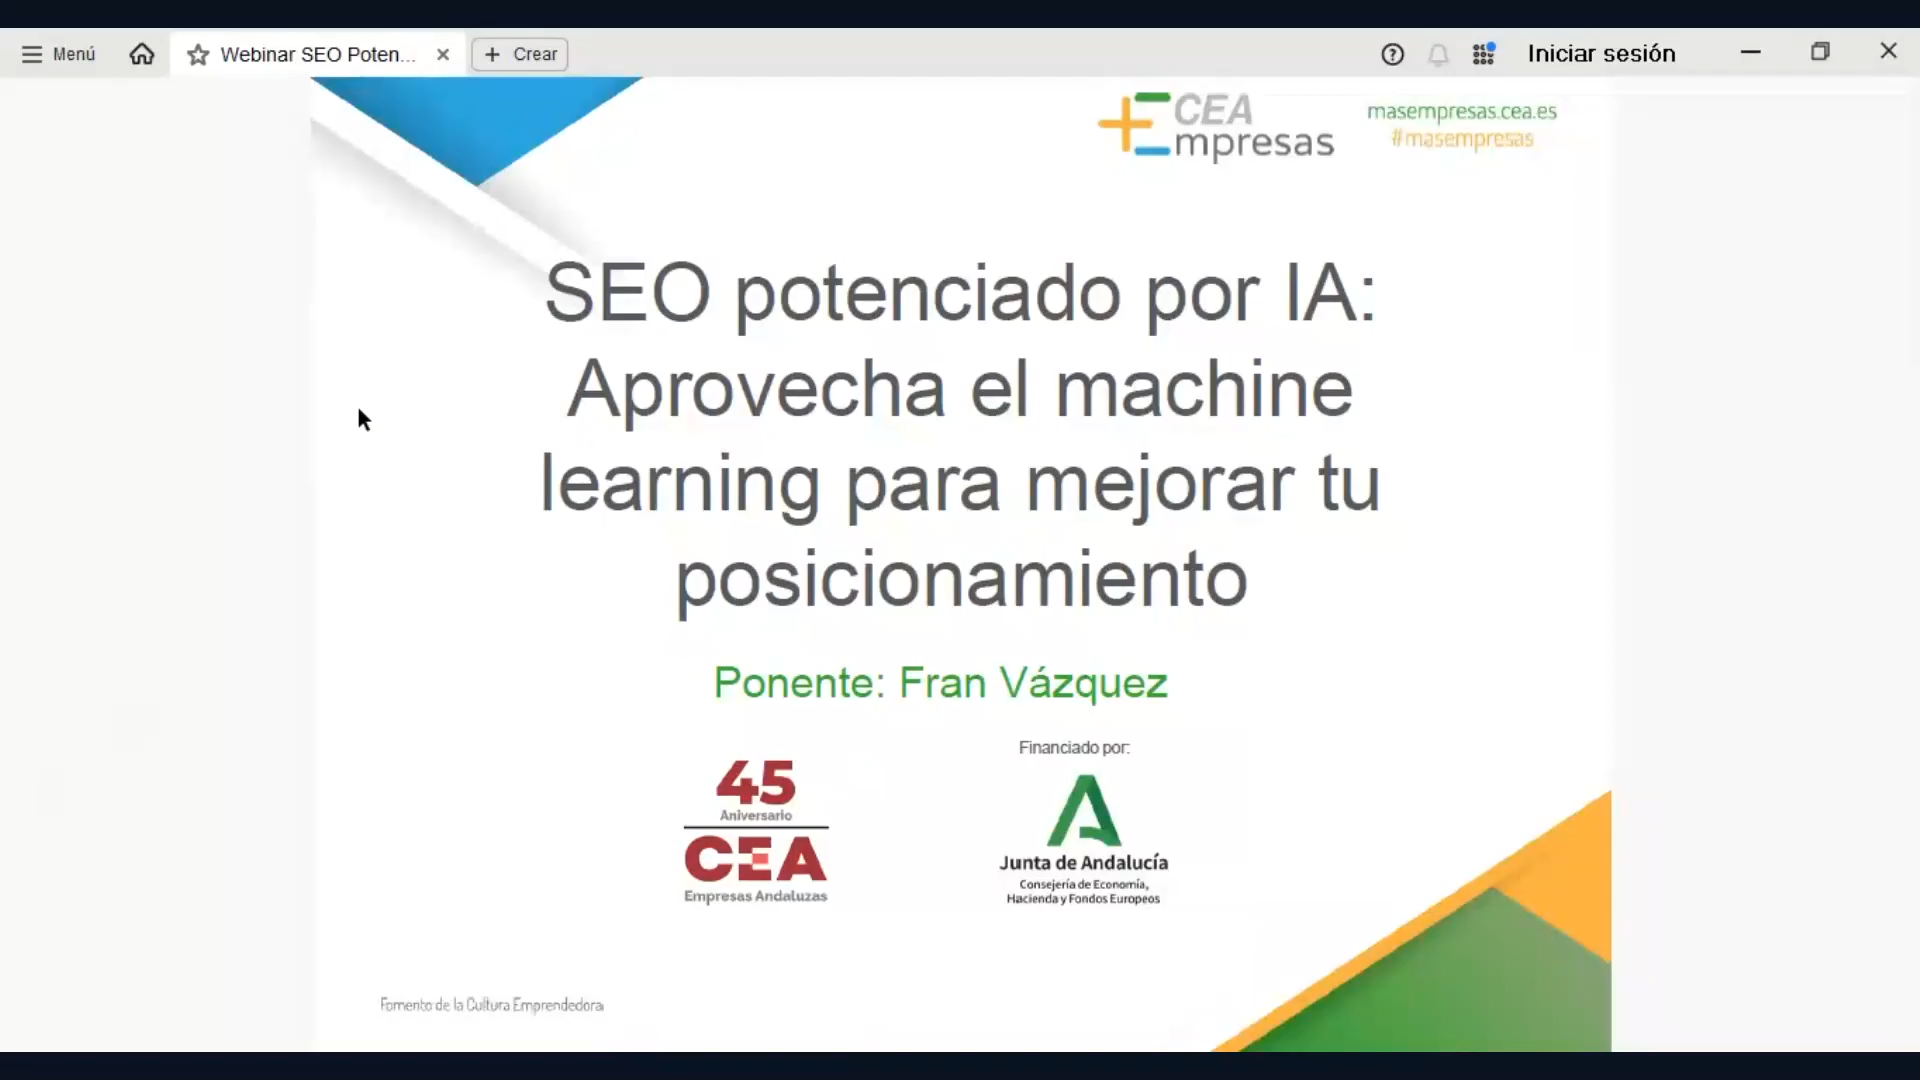 Menú
Webinar SEO Poten...
Crear
Iniciar sesión
CEA
mpresas
masempresas.cea.es
#masempresas
SEO potenciado por IA:
Aprovecha el machine
learning para mejorar tu
posicionamiento
Ponente: Fran Vázquez
Financiado por:
45
Aniversario
CEA
Empresas Andaluzas
Junta de Andalucía
Consejería de Economía,
Hacienda y Fondos Europeos
Fomento de la Cultura Emprendedora